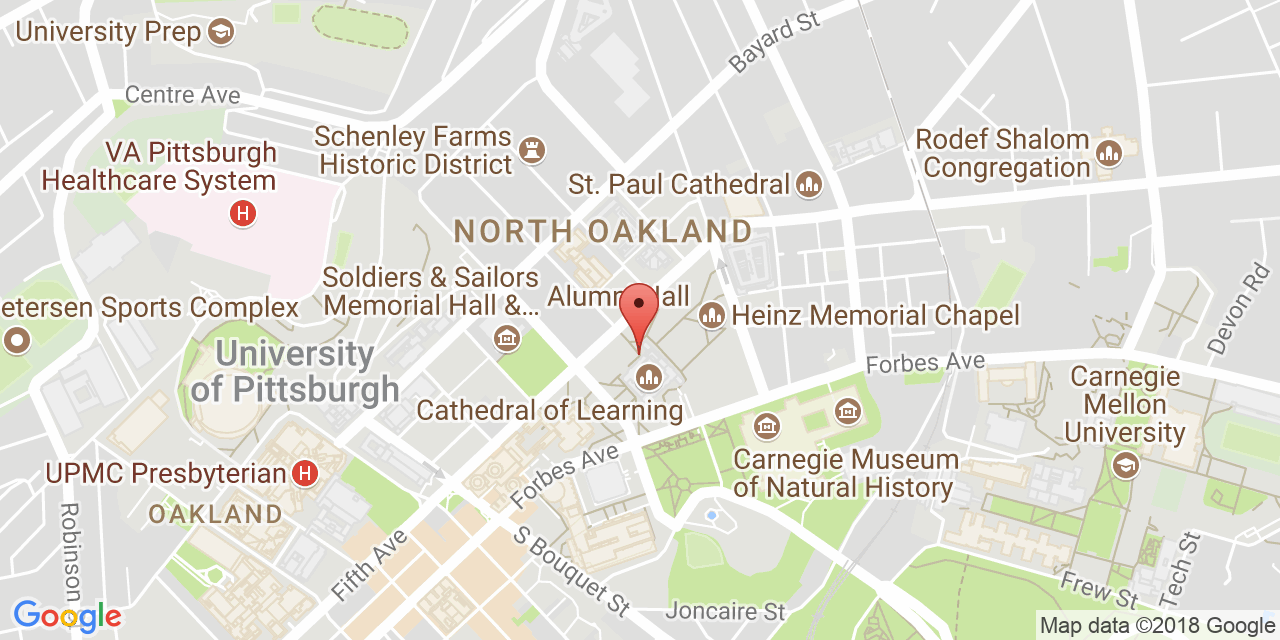 University Prep
Bayard St
Centre Ave
Schenley Farms
Historic District
Rodef Shalom
Congregation
VA Pittsburgh
Healthcare System
H
St. Paul Cathedral
NORTH OAKLAND
Soldiers & Sailors
Memorial Hall &...
Hall
Heinz Memorial Chapel
Devon Rd
etersen Sports Complex
University
of Pittsburgh
Forbes Ave
Carnegie
Mellon
University
Cathedral of Learning
UPMC Presbyterian
H
Forbes Ave
Carnegie Museum
of Natural History
OAKLAND
Robinson
Fifth Ave
S Bouquet St
Joncaire St
Frew St
Tech St
Google
Map data ©2018 Google